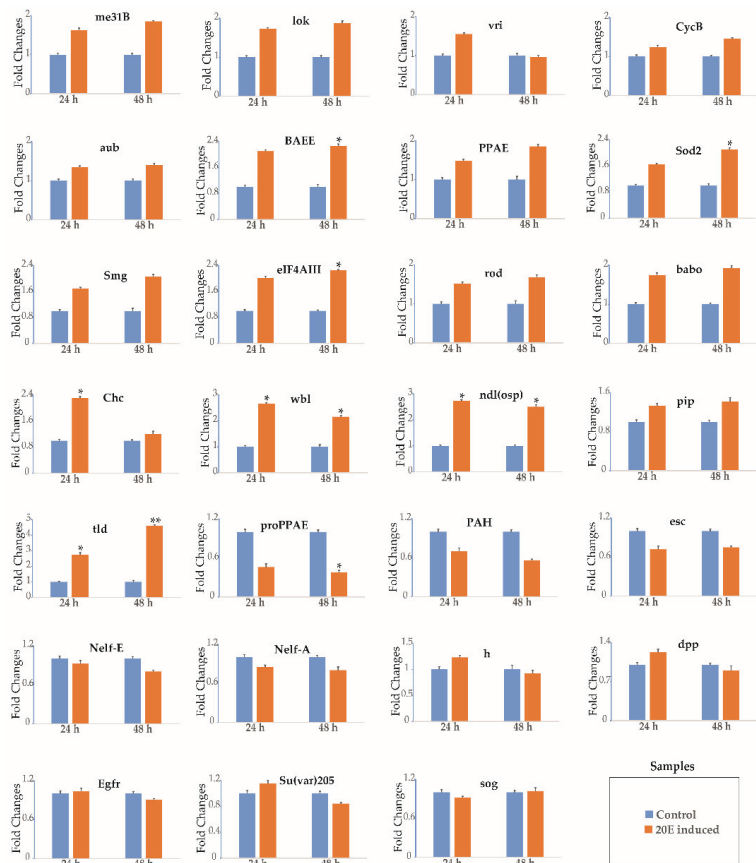 me31B
lok
vri
CycB
Fold Changes
2
1
0
24 h
48 h
Fold Changes
2
1
0
24 h
48 h
Fold Changes
2
1
0
24 h
48 h
Fold Changes
2
1
0
24 h
48 h
aub
BAEE
PPAE
Sod2
Fold Changes
2
1
0
24 h
48 h
Fold Changes
2.4
1.6
0.8
0
*
24 h
48 h
Fold Changes
2
1
0
24 h
48 h
Fold Changes
2.4
1.6
0.8
0
*
24 h
48 h
Smg
eIF4AIII
rod
babo
Fold Changes
2.4
1.6
0.8
0
24 h
48 h
Fold Changes
2.4
1.6
0.8
0
*
24 h
48 h
Fold Changes
2
1
0
24 h
48 h
Fold Changes
2
1
0
24 h
48 h
Chc
wbl
ndl(osp)
pip
Fold Changes
2.4
1.6
0.8
0
*
24 h
48 h
Fold Changes
3
2
1
0
*
*
24 h
48 h
Fold Changes
3
2
1
0
*
*
24 h
48 h
Fold Changes
1.6
0.8
0
24 h
48 h
tld
proPPAE
PAH
esc
Fold Changes
5
4
3
2
1
0
*
**
24 h
48 h
Fold Changes
1.2
0.6
0
*
24 h
48 h
Fold Changes
1.2
0.6
0
24 h
48 h
Fold Changes
1.2
0.6
0
24 h
48 h
Nelf-E
Nelf-A
h
dpp
Fold Changes
1.2
0.6
0
24 h
48 h
Fold Changes
1.2
0.6
0
24 h
48 h
Fold Changes
1.5
1
0.5
0
24 h
48 h
Fold Changes
1.4
0.7
0
24 h
48 h
Egfr
Su(var)205
sog
Samples
Fold Changes
1.2
0.8
0.4
0
24 h
48 h
Fold Changes
1.2
0.8
0.4
0
24 h
48 h
Fold Changes
1.2
0.6
0
24 h
48 h
Control
20E induced